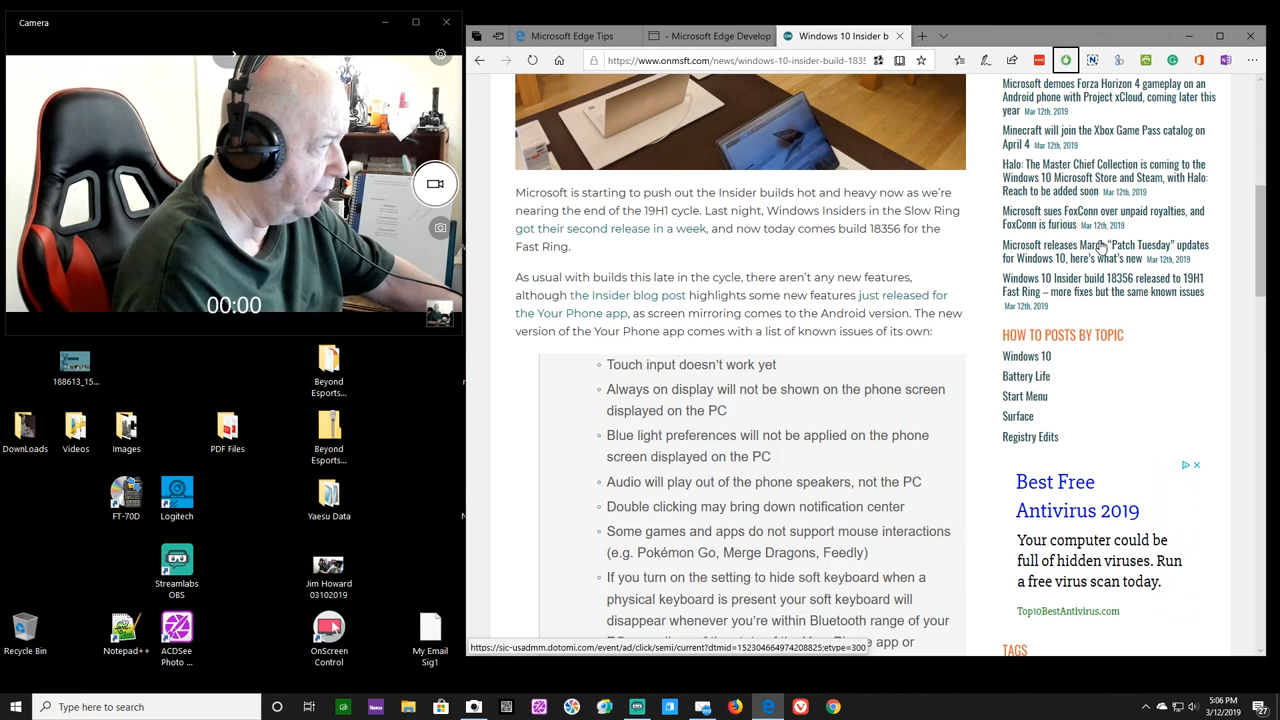 Camera
00:00
188613_15...
Beyond
Esports...
DownLoads
Videos
Images
PDF Files
Beyond
Esports...
FT-70D
Logitech
Yaesu Data
Streamlabs
OBS
Jim Howard
03102019
Recycle Bin
Notepad++
ACDSee
Photo ...
OnScreen
Control
My Email
Sig1
Microsoft Edge Tips
- Microsoft Edge Develop
Windows 10 Insider b
https://www.onmsft.com/news/windows-10-insider-build-1835
Microsoft is starting to push out the Insider builds hot and heavy now as we're
nearing the end of the 19H1 cycle. Last night, Windows Insiders in the Slow Ring
got their second release in a week, and now today comes build 18356 for the
Fast Ring.
As usual with builds this late in the cycle, there aren't any new features,
although the Insider blog post highlights some new features just released for
the Your Phone app, as screen mirroring comes to the Android version. The new
version of the Your Phone app comes with a list of known issues of its own:
Touch input doesn't work yet
Always on display will not be shown on the phone screen
displayed on the PC
Blue light preferences will not be applied on the phone
screen displayed on the PC
Audio will play out of the phone speakers, not the PC
Double clicking may bring down notification center
Some games and apps do not support mouse interactions
(e.g. Pokémon Go, Merge Dragons, Feedly)
If you turn on the setting to hide soft keyboard when a
physical keyboard is present your soft keyboard will
disappear whenever you're within Bluetooth range of your
app or
https://sjc-usadmm.dotomi.com/event/ad/click/semi/current?dtmid=152304664974208825;etype=300
Microsoft demoes Forza Horizon 4 gameplay on an
Android phone with Project xCloud, coming later this
year Mar 12th, 2019
Minecraft will join the Xbox Game Pass catalog on
April 4 Mar 12th, 2019
Halo: The Master Chief Collection is coming to the
Windows 10 Microsoft Store and Steam, with Halo:
Reach to be added soon Mar 12th, 2019
Microsoft sues FoxConn over unpaid royalties, and
FoxConn is furious Mar 12th, 2019
Microsoft releases March "Patch Tuesday" updates
for Windows 10, here's what's new Mar 12th, 2019
Windows 10 Insider build 18356 released to 19H1
Fast Ring – more fixes but the same known issues
Mar 12th, 2019
HOW TO POSTS BY TOPIC
Windows 10
Battery Life
Start Menu
Surface
Registry Edits
Best Free
Antivirus 2019
Your computer could be
full of hidden viruses. Run
a free virus scan today.
Top10BestAntivirus.com
TAGS
Type here to search
5:06 PM
3/12/2019
27